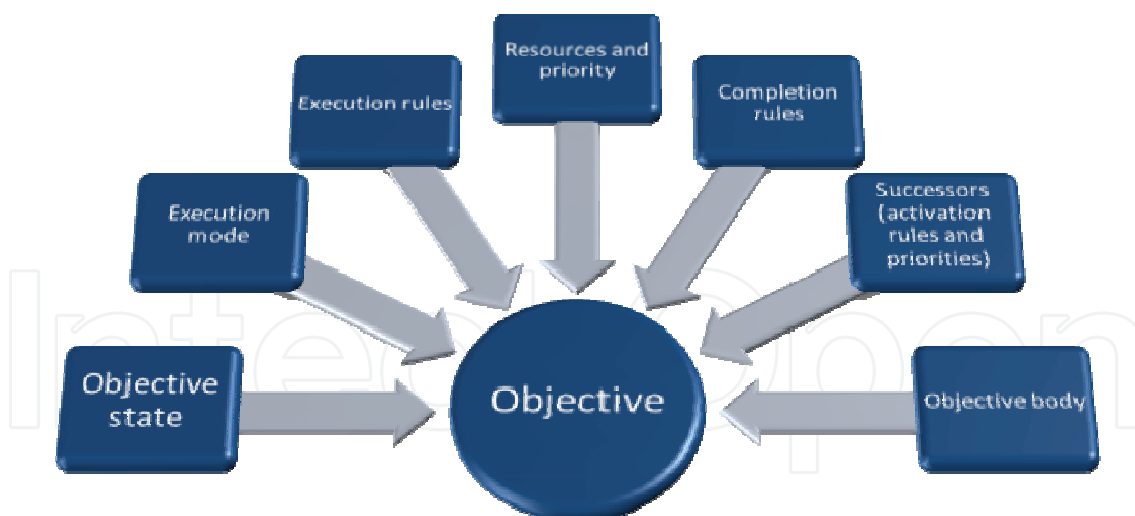 Resources and
priority
Execution rules
Completion
rules
Execution
mode
Successors
(activation
rules and
priorities)
Objective
state
Objective
Objective body
IntechOpen